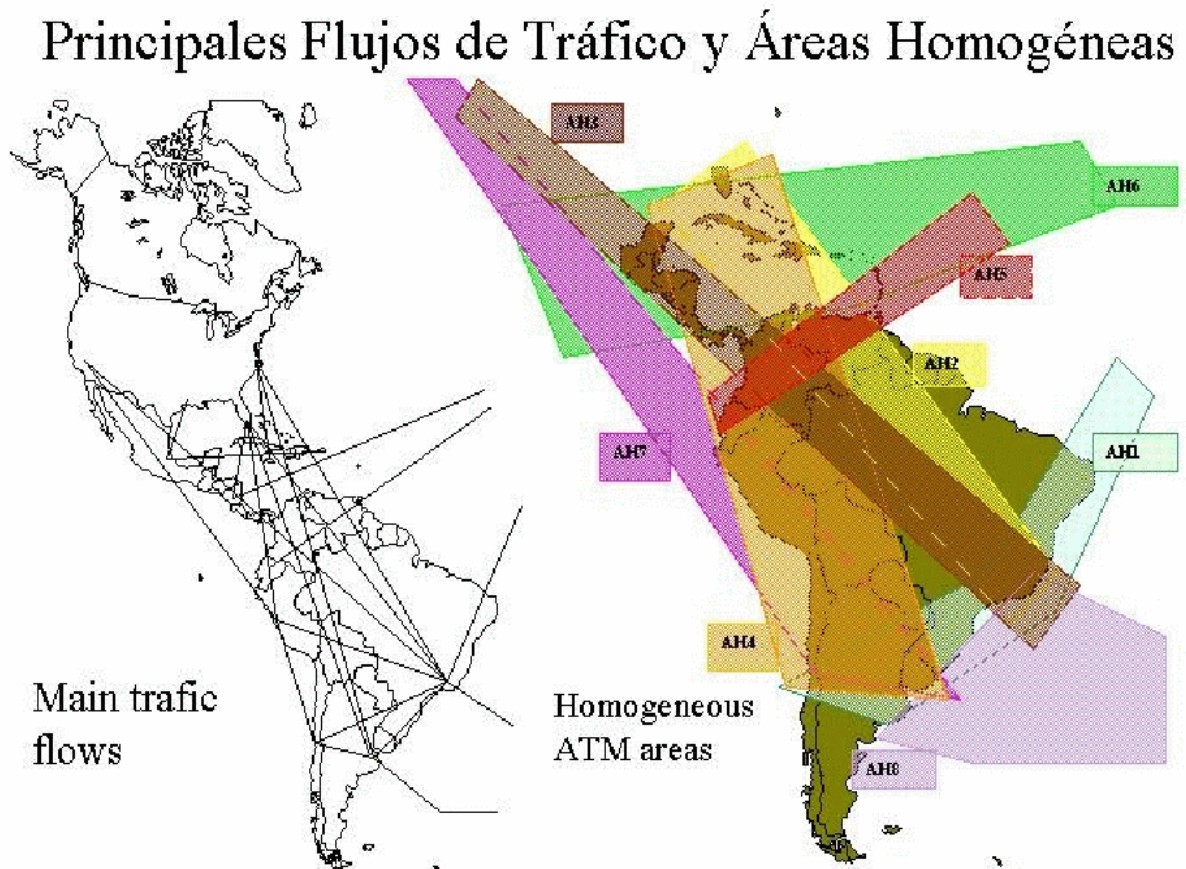 Principales Flujos de Tráfico y Áreas Homogéneas
AH3
AH6
AH5
AH2
AH7
AH1
AH4
Main trafic
flows
Homogeneous
ATM areas
AH8